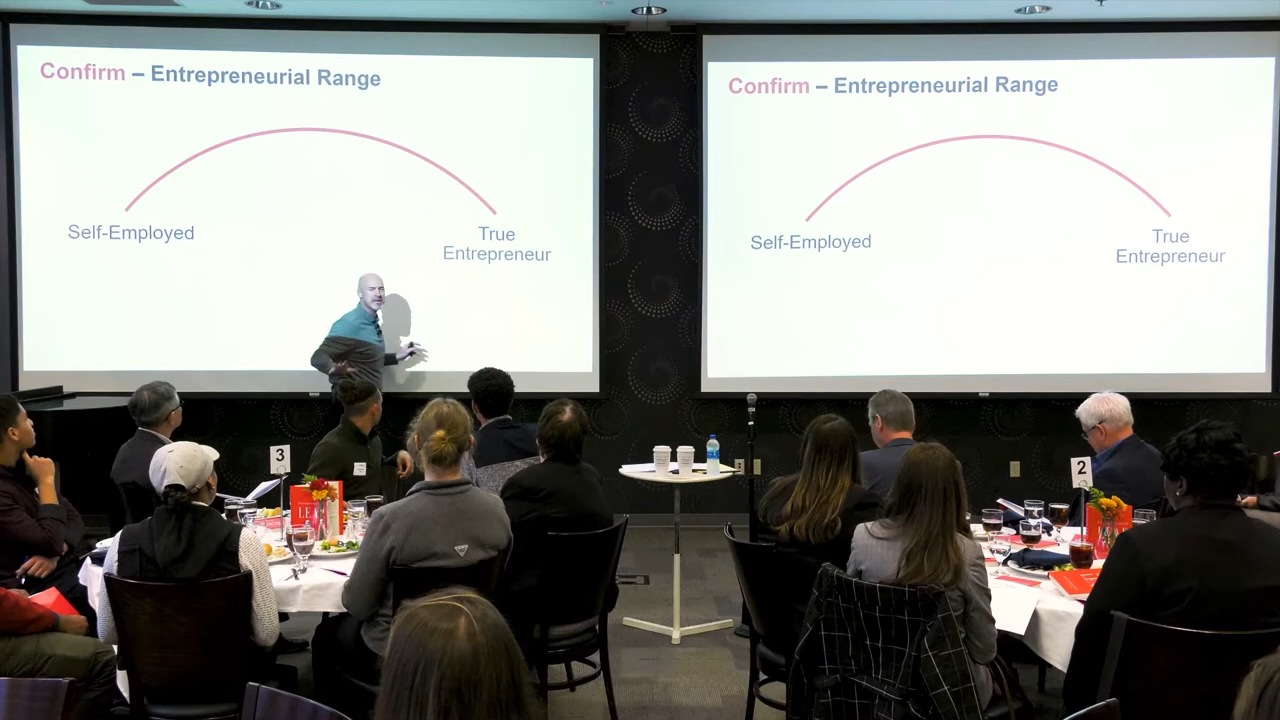 Confirm – Entrepreneurial Range
Self-Employed
True
Entrepreneur
Confirm – Entrepreneurial Range
Self-Employed
True
Entrepreneur
3
2